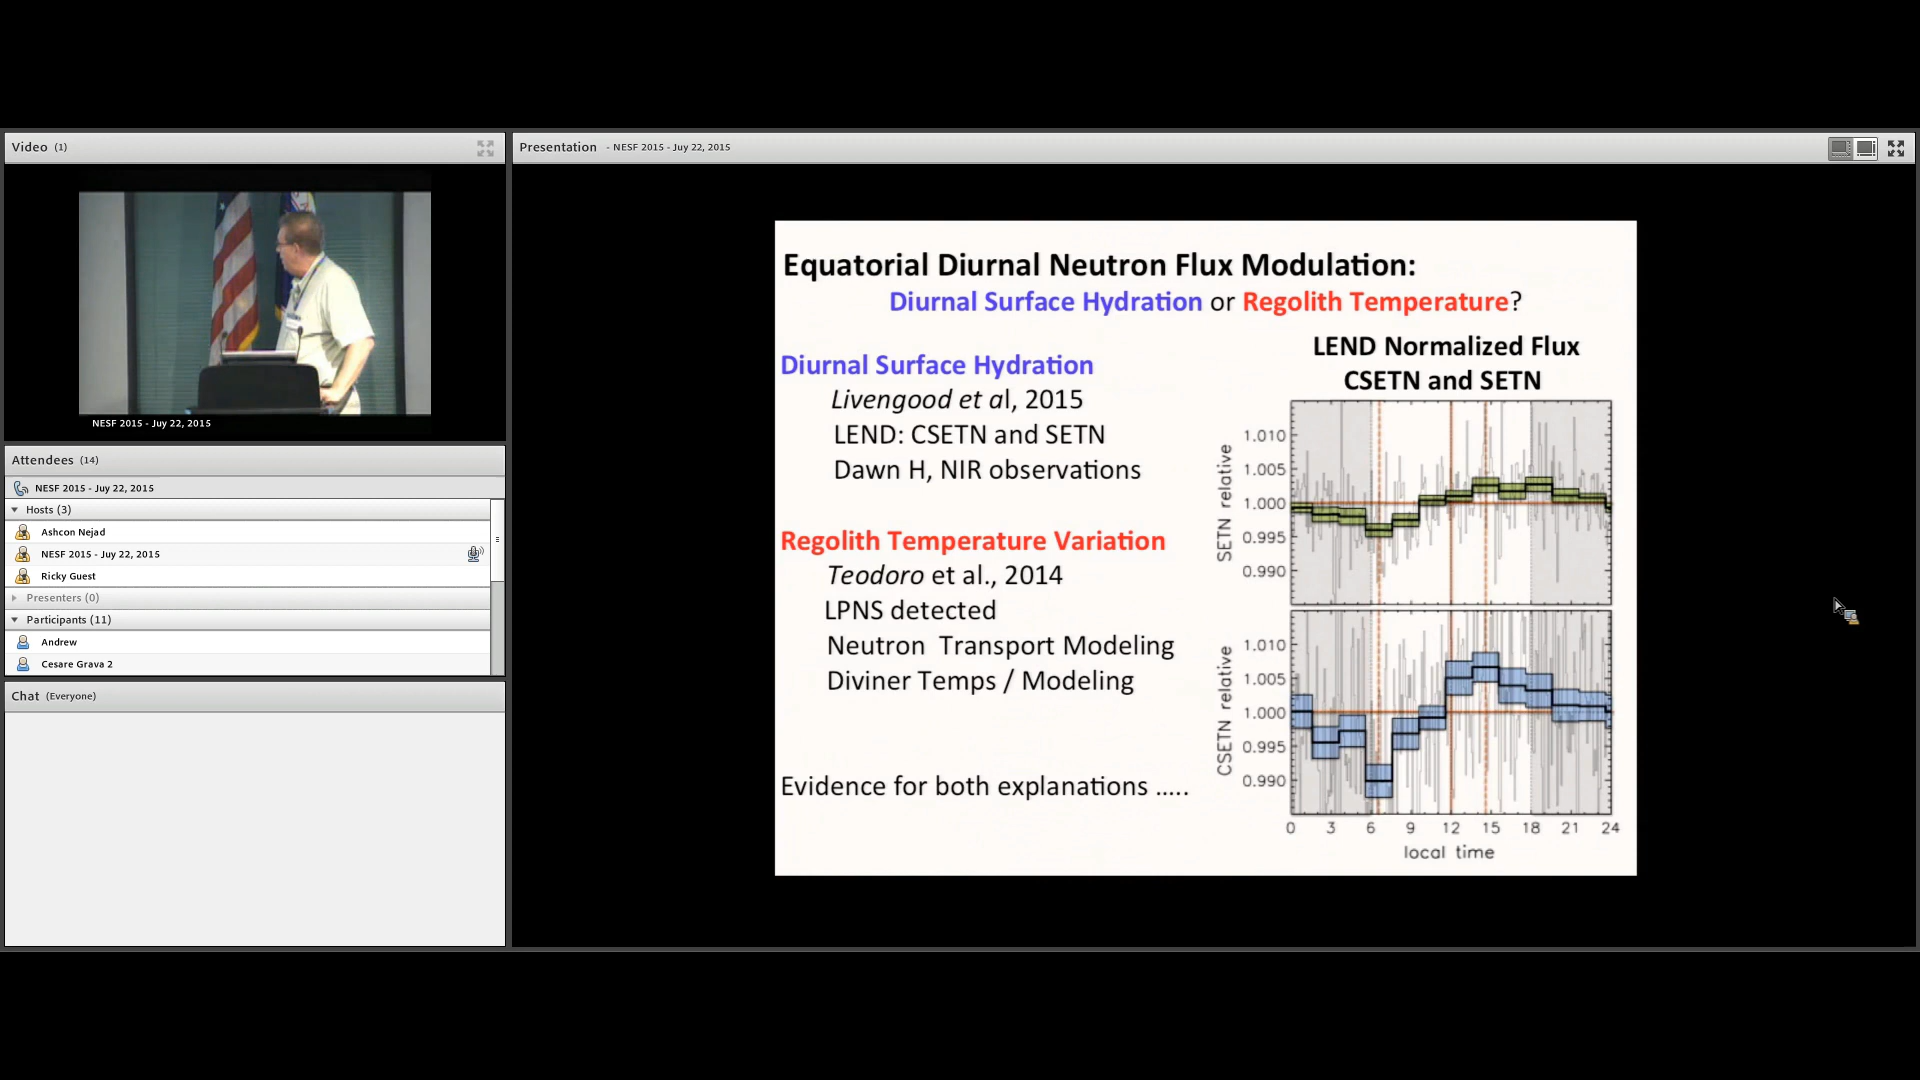 Video (1)
NESF 2015 - Juy 22, 2015
Attendees (14)
NESF 2015 - Juy 22, 2015
Hosts (3)
Ashcon Nejad
NESF 2015 - Juy 22, 2015
Ricky Guest
Presenters (0)
Participants (11)
Andrew
Cesare Grava 2
Chat (Everyone)
Presentation - NESF 2015 - Juy 22, 2015
Equatorial Diurnal Neutron Flux Modulation:
Diurnal Surface Hydration or Regolith Temperature?
Diurnal Surface Hydration
Livengood et al, 2015
LEND: CSETN and SETN
Dawn H, NIR observations
Regolith Temperature Variation
Teodoro et al., 2014
LPNS detected
Neutron Transport Modeling
Diviner Temps / Modeling
Evidence for both explanations .....
LEND Normalized Flux
CSETN and SETN
SETN relative
1.010
1.005
1.000
0.995
0.990
CSETN relative
1.010
1.005
1.000
0.995
0.990
0 3 6 9 12 15 18 21 24
local time